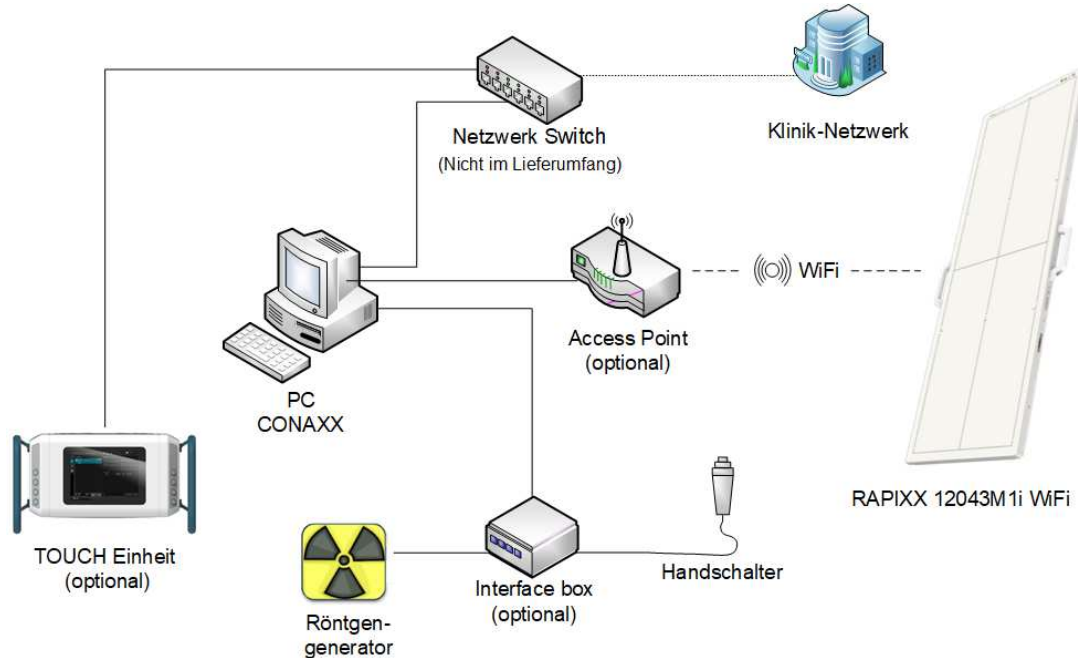 Netzwerk Switch
(Nicht im Lieferumfang)
Klinik-Netzwerk
WiFi
Access Point
(optional)
PC
CONAXX
RAPIXX 12043M1i WiFi
TOUCH Einheit
(optional)
Röntgen-
generator
Interface box
(optional)
Handschalter